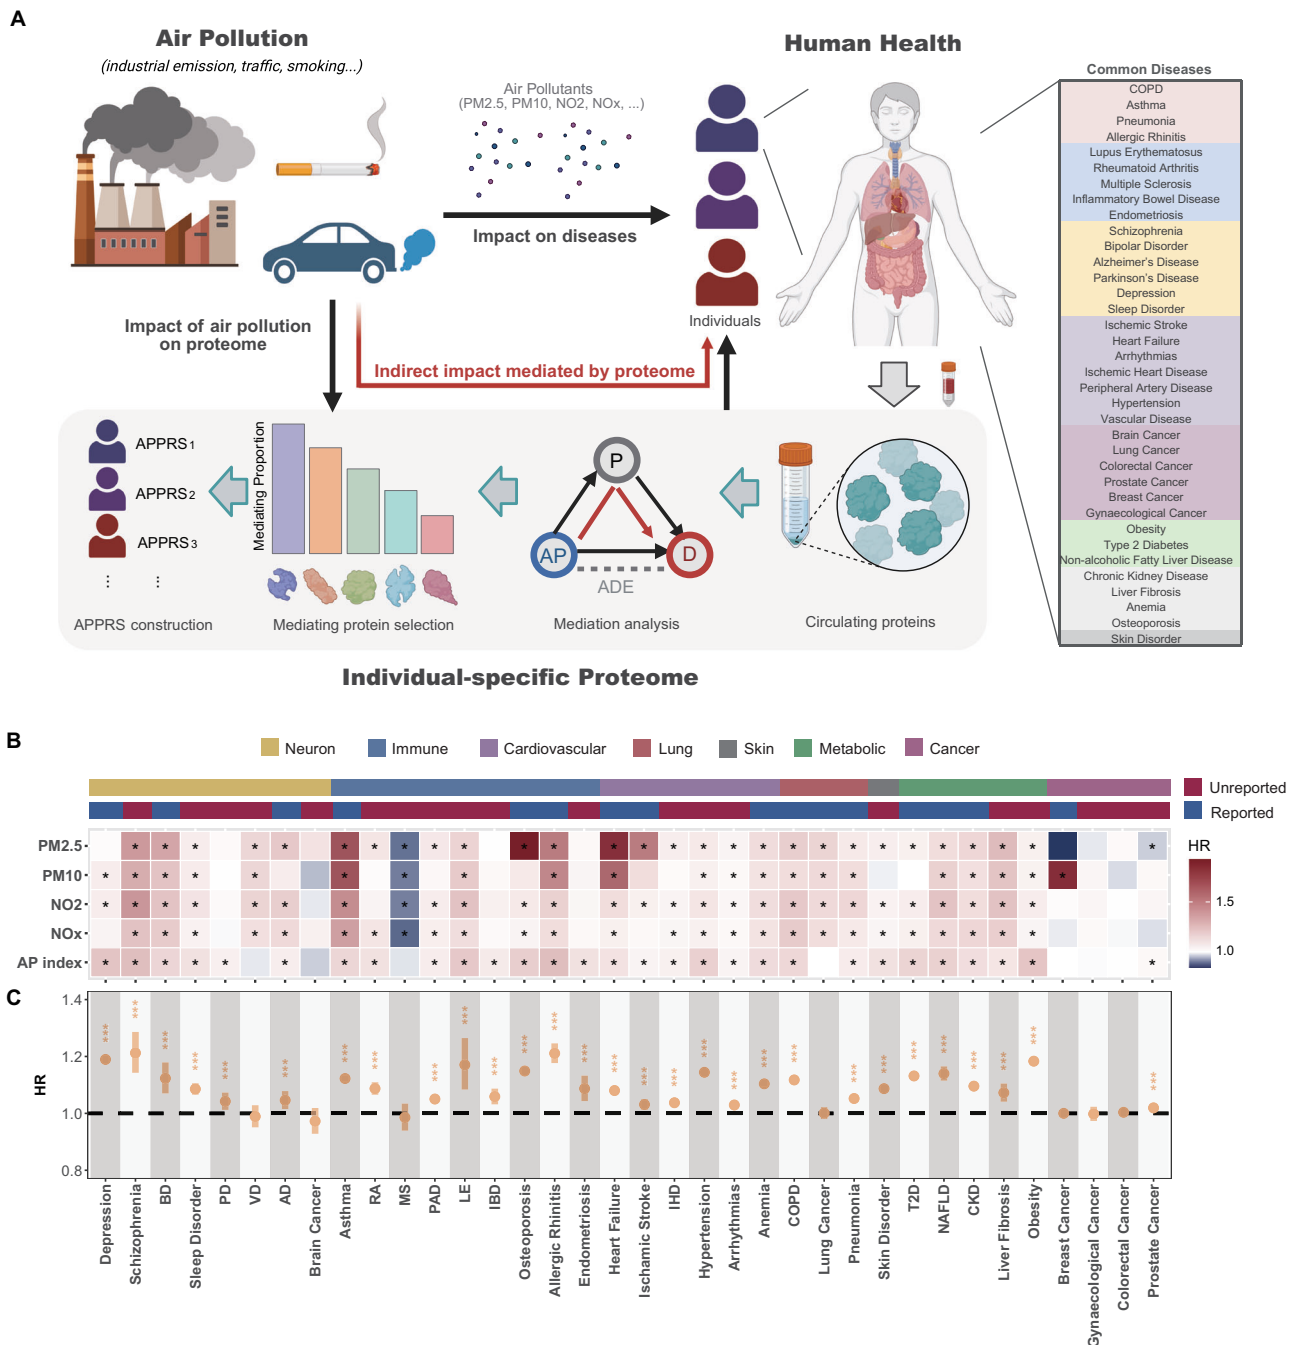 A
Air Pollution
(industrial emission, traffic, smoking...)
Air Pollutants
(PM2.5, PM10, NO2, NOx, ...)
Impact on diseases
Human Health
Individuals
Common Diseases
COPD
Asthma
Pneumonia
Allergic Rhinitis
Lupus Erythematosus
Rheumatoid Arthritis
Multiple Sclerosis
Inflammatory Bowel Disease
Endometriosis
Schizophrenia
Bipolar Disorder
Alzheimer's Disease
Parkinson's Disease
Depression
Sleep Disorder
Ischemic Stroke
Heart Failure
Arrhythmias
Ischemic Heart Disease
Peripheral Artery Disease
Hypertension
Vascular Disease
Brain Cancer
Lung Cancer
Colorectal Cancer
Prostate Cancer
Breast Cancer
Gynaecological Cancer
Obesity
Type 2 Diabetes
Non-alcoholic Fatty Liver Disease
Chronic Kidney Disease
Liver Fibrosis
Anemia
Osteoporosis
Skin Disorder
Impact of air pollution
on proteome
Indirect impact mediated by proteome
APPRS1
APPRS2
APPRS3
⋮ ⋮
APPRS construction
Mediating Proportion
Mediating protein selection
P
AP
D
ADE
Mediation analysis
Circulating proteins
Individual-specific Proteome
B
Neuron
Immune
Cardiovascular
Lung
Skin
Metabolic
Cancer
Unreported
Reported
PM2.5
PM10
NO2
NOx
AP index
HR
1.5
1.0
C
HR
1.4
1.2
1.0
0.8
Depression
Schizophrenia
BD
Sleep Disorder
PD
VD
AD
Brain Cancer
Asthma
RA
MS
PAD
LE
IBD
Osteoporosis
Allergic Rhinitis
Endometriosis
Heart Failure
Ischamic Stroke
IHD
Hypertension
Arrhythmias
Anemia
COPD
Lung Cancer
Pneumonia
Skin Disorder
T2D
NAFLD
CKD
Liver Fibrosis
Obesity
Breast Cancer
Gynaecological Cancer
Colorectal Cancer
Prostate Cancer